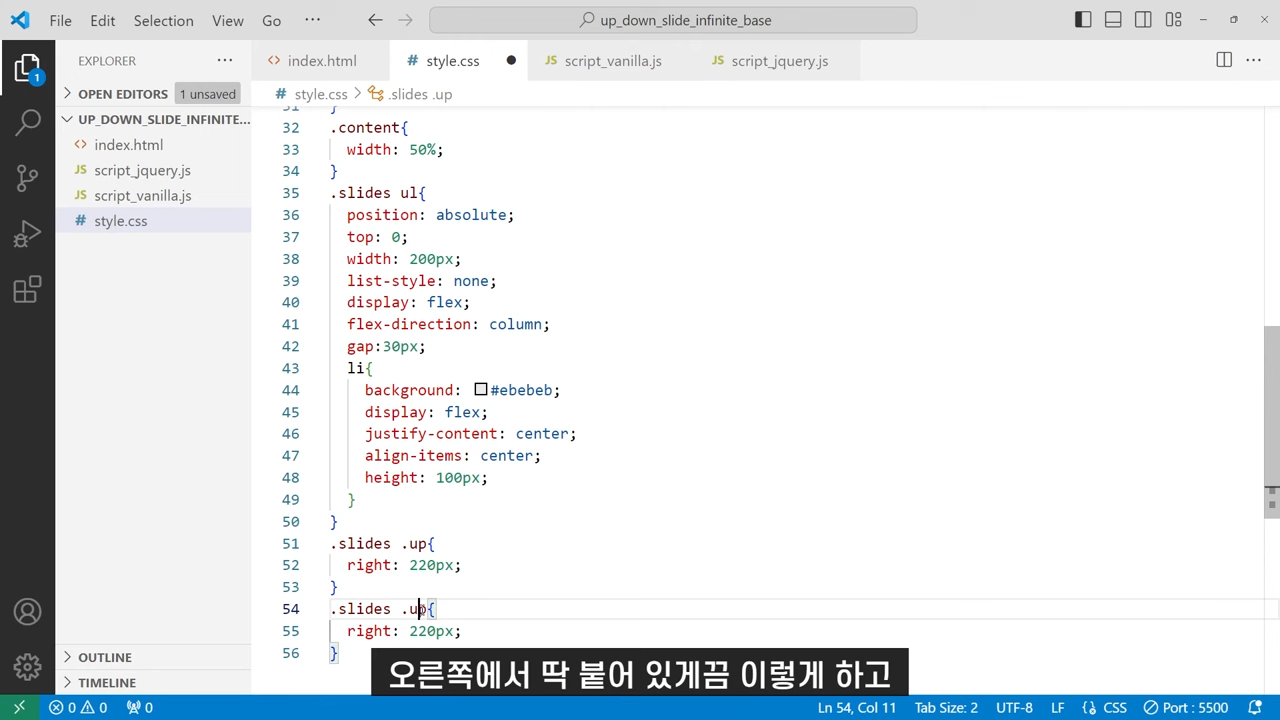 File Edit Selection View Go ··· up_down_slide_infinite_base
EXPLORER ···
index.html style.css script_vanilla.js script_jquery.js
OPEN EDITORS 1 unsaved
style.css > .slides .up
UP_DOWN_SLIDE_INFINITE...
index.html
script_jquery.js
script_vanilla.js
style.css
1
32 .content{
33 width: 50%;
34 }
35 .slides ul{
36 position: absolute;
37 top: 0;
38 width: 200px;
39 list-style: none;
40 display: flex;
41 flex-direction: column;
42 gap:30px;
43 li{
44 background: #ebebeb;
45 display: flex;
46 justify-content: center;
47 align-items: center;
48 height: 100px;
49 }
50 }
51 .slides .up{
52 right: 220px;
53 }
54 .slides .up{
55 right: 220px;
56 }
OUTLINE
TIMELINE
오른쪽에서 딱 붙어 있게끔 이렇게 하고
0 0 0 Ln 54, Col 11 Tab Size: 2 UTF-8 LF CSS Port : 5500